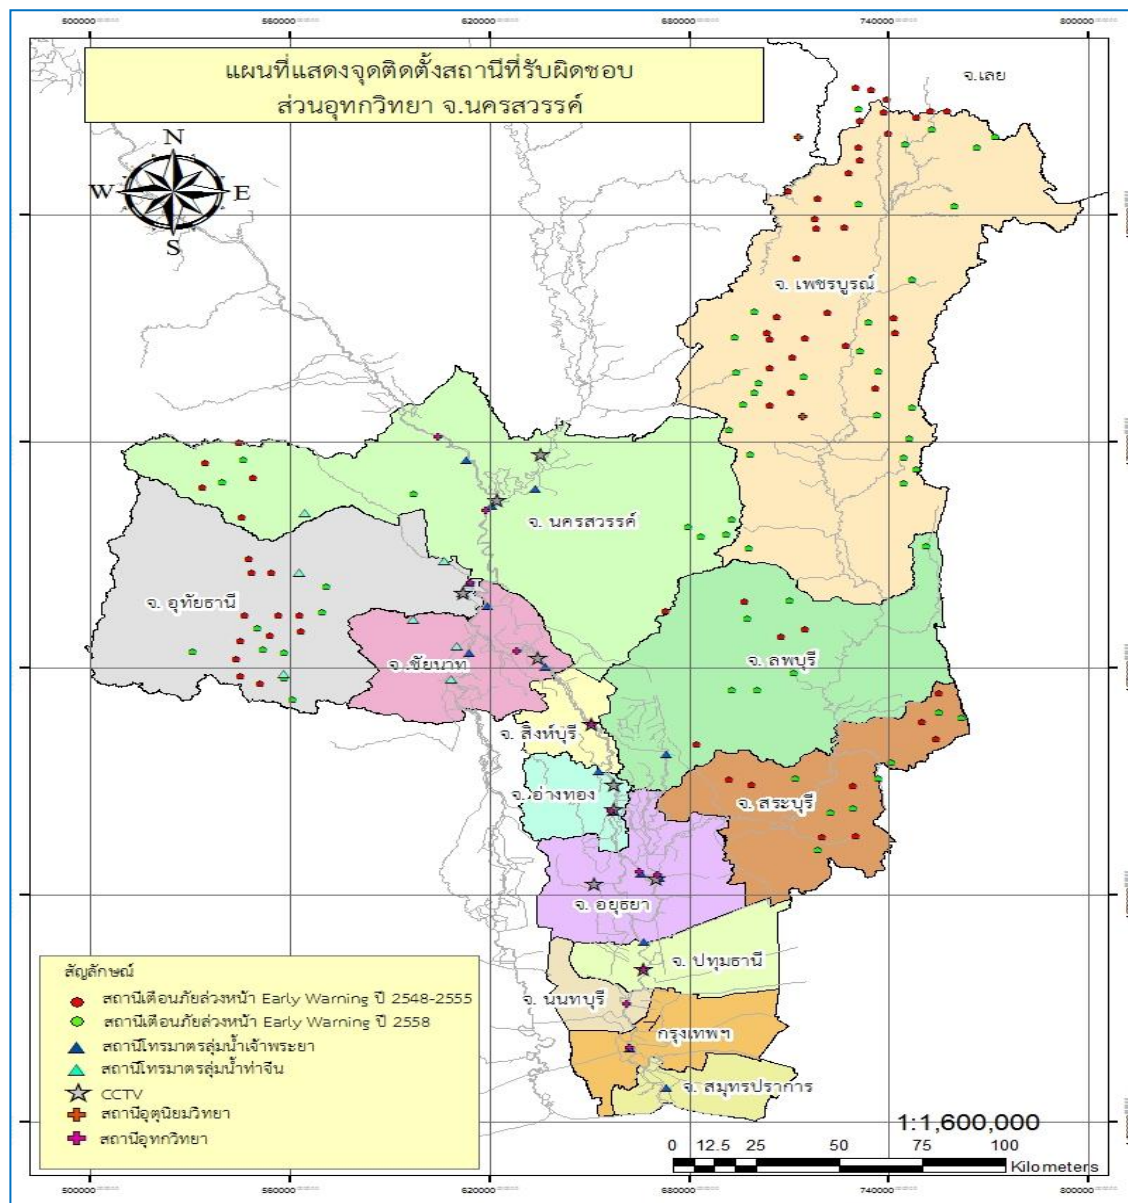 500000 560000 620000 680000 740000 800000
แผนที่แสดงจุดติดตั้งสถานีที่รับผิดชอบ
ส่วนอุทกวิทยา จ.นครสวรรค์
จ.เลย
N
W E
S
จ. เพชรบูรณ์
จ. นครสวรรค์
จ. อุทัยธานี
จ. ชัยนาท
จ. ลพบุรี
จ. สิงห์บุรี
จ. อ่างทอง
จ. สระบุรี
จ. อยุธยา
จ. ปทุมธานี
จ. นนทบุรี
กรุงเทพฯ
จ. สมุทรปราการ
สัญลักษณ์
สถานีเตือนภัยล่วงหน้า Early Warning ปี 2548-2555
สถานีเตือนภัยล่วงหน้า Early Warning ปี 2558
สถานีโทรมาตรลุ่มน้ำเจ้าพระยา
สถานีโทรมาตรลุ่มน้ำท่าจีน
CCTV
สถานีอุตุนิยมวิทยา
สถานีอุทกวิทยา
1:1,600,000
0 12.5 25 50 75 100
Kilometers
500000 560000 620000 680000 740000 800000